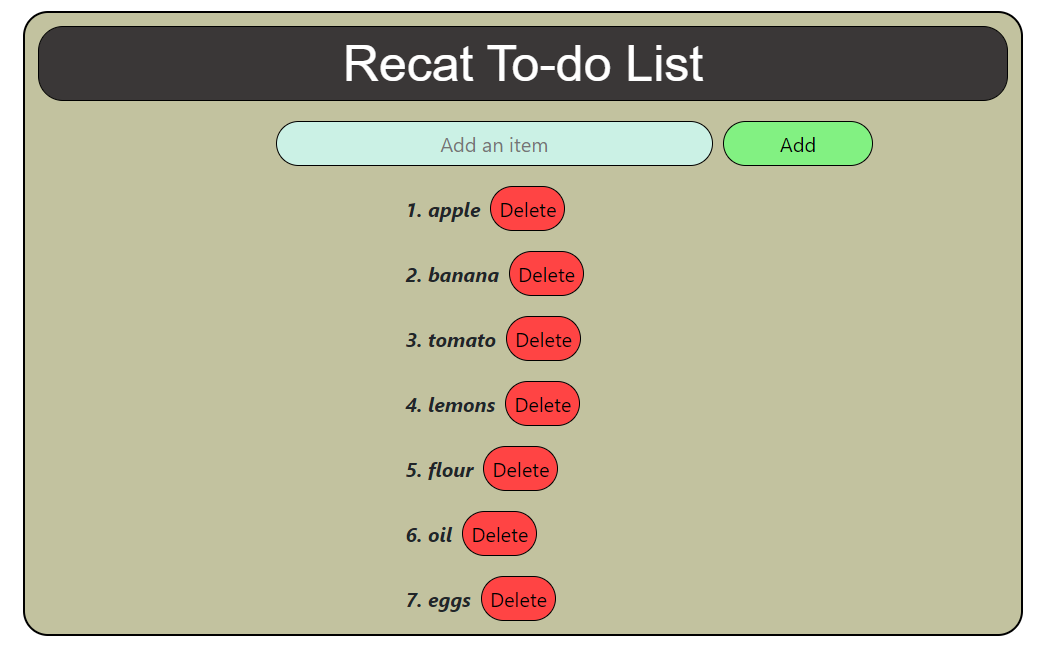 Recat To-do List
Add an item Add
1. apple Delete
2. banana Delete
3. tomato Delete
4. lemons Delete
5. flour Delete
6. oil Delete
7. eggs Delete